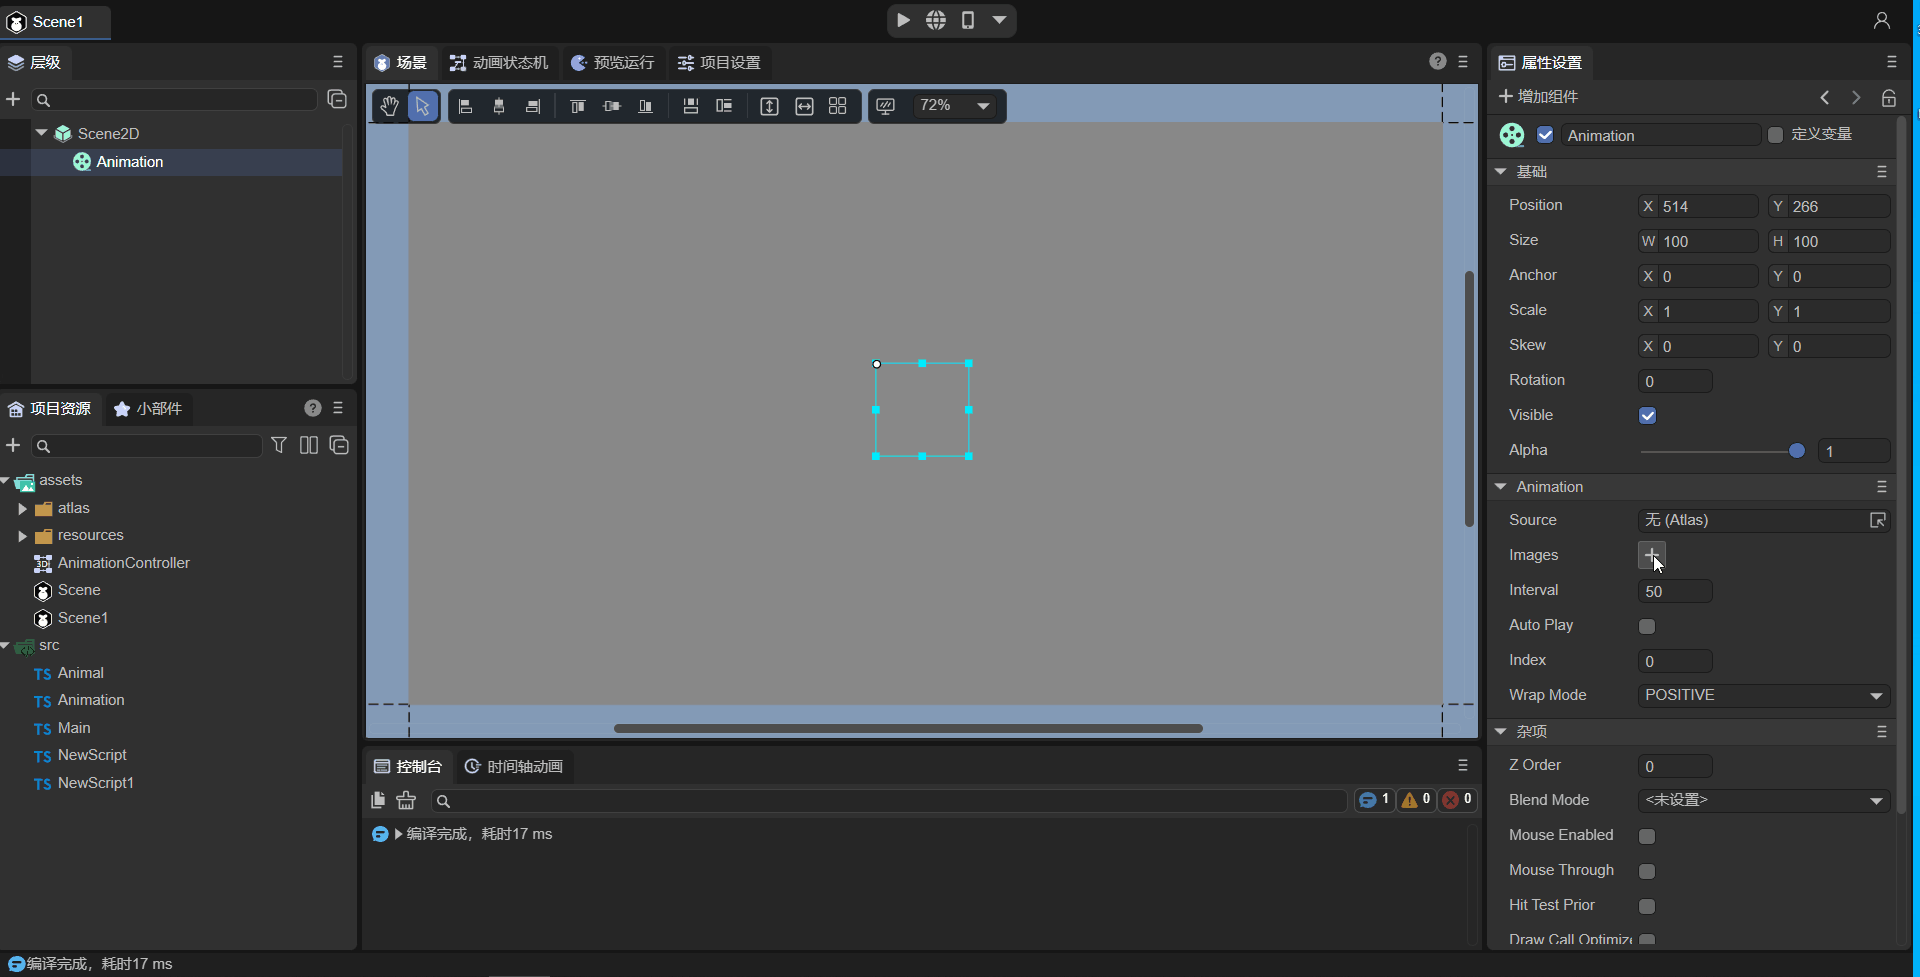 Scene1
层级
Scene2D
Animation
项目资源
小部件
assets
atlas
resources
AnimationController
Scene
Scene1
src
TS Animal
TS Animation
TS Main
TS NewScript
TS NewScript1
场景
动画状态机
预览运行
项目设置
72%
控制台
时间轴动画
1
0
0
编译完成，耗时17 ms
属性设置
增加组件
Animation
定义变量
基础
Position X 514 Y 266
Size W 100 H 100
Anchor X 0 Y 0
Scale X 1 Y 1
Skew X 0 Y 0
Rotation 0
Visible
Alpha 1
Animation
Source 无 (Atlas)
Images
Interval 50
Auto Play
Index 0
Wrap Mode POSITIVE
杂项
Z Order 0
Blend Mode <未设置>
Mouse Enabled
Mouse Through
Hit Test Prior
Draw Call Optimiz
编译完成，耗时17 ms